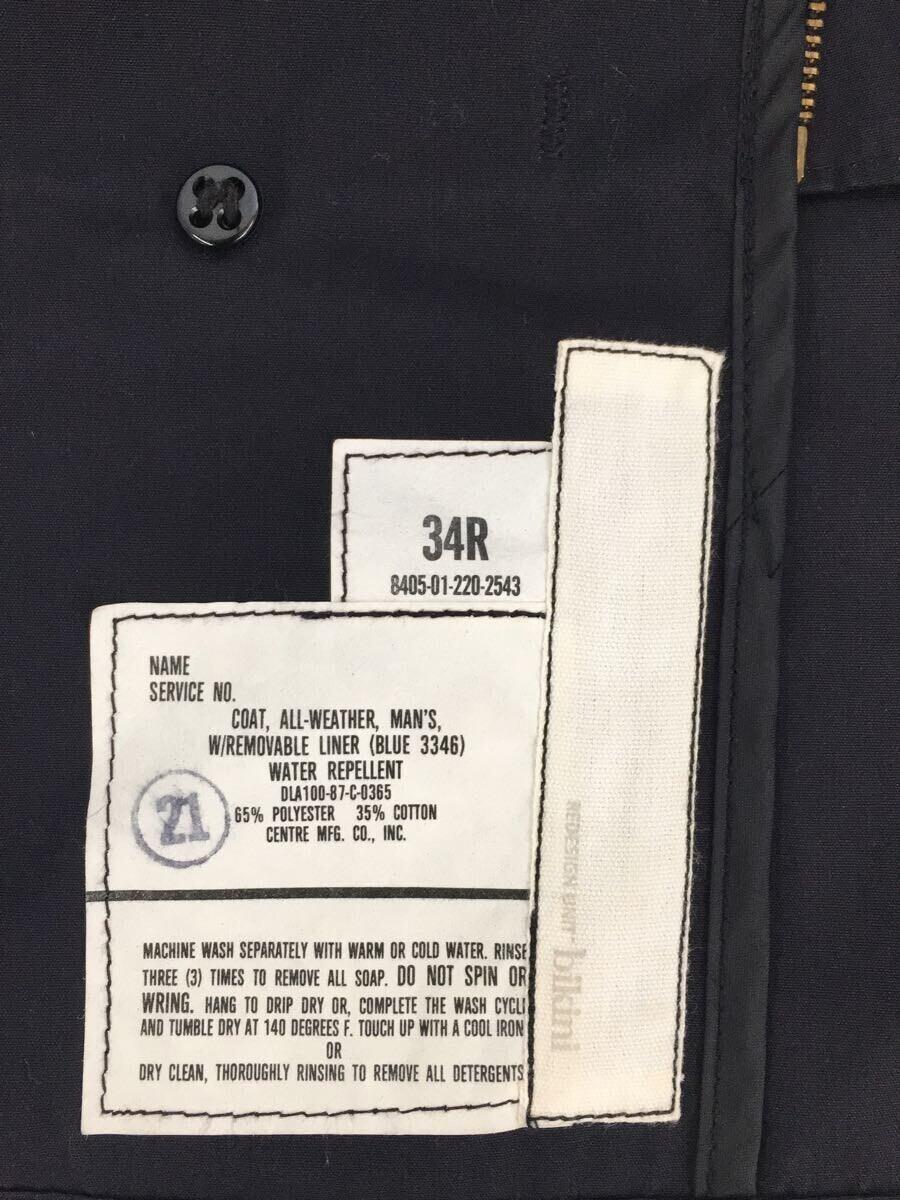 34R
8405-01-220-2543
NAME
SERVICE NO.
COAT, ALL-WEATHER, MAN'S,
W/REMOVABLE LINER (BLUE 3346)
WATER REPELLENT
DLA100-87-C-0365
65% POLYESTER 35% COTTON
CENTRE MFG. CO., INC.
21
MACHINE WASH SEPARATELY WITH WARM OR COLD WATER. RINSE
THREE (3) TIMES TO REMOVE ALL SOAP. DO NOT SPIN OR
WRING. HANG TO DRIP DRY OR, COMPLETE THE WASH CYCL
AND TUMBLE DRY AT 140 DEGREES F. TOUCH UP WITH A COOL IRON
OR
DRY CLEAN, THOROUGHLY RINSING TO REMOVE ALL DETERGENTS
REDESIGN UNIT
bilkini